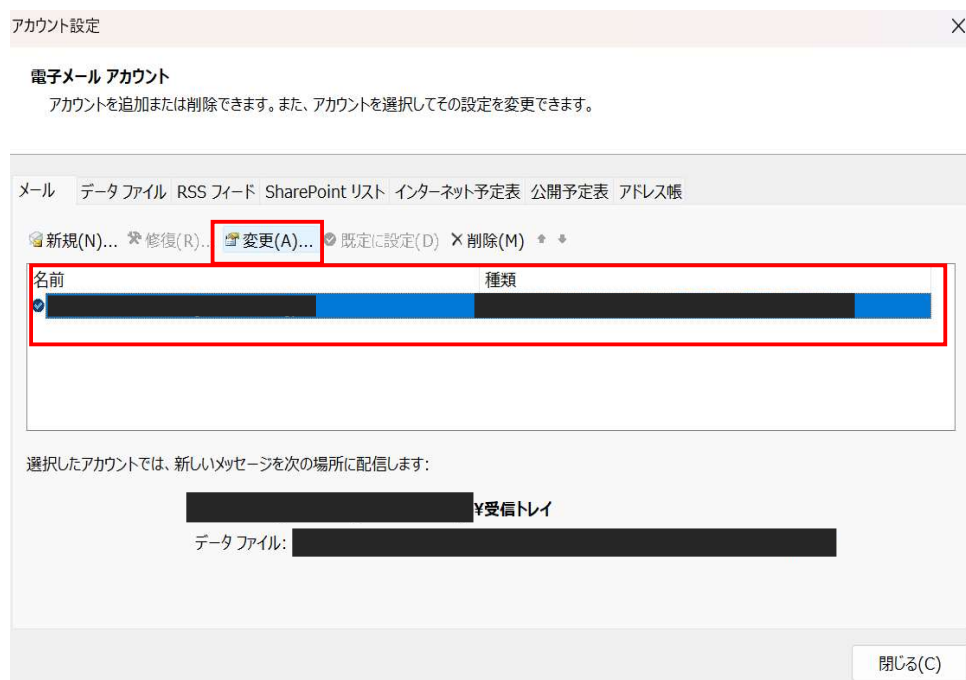 アカウント設定
電子メール アカウント
アカウントを追加または削除できます。また、アカウントを選択してその設定を変更できます。
メール データ ファイル RSS フィード SharePoint リスト インターネット予定表 公開予定表 アドレス帳
新規(N)... 修復(R)... 変更(A)... 既定に設定(D) 削除(M)
名前 種類
選択したアカウントでは、新しいメッセージを次の場所に配信します:
¥受信トレイ
データ ファイル:
閉じる(C)